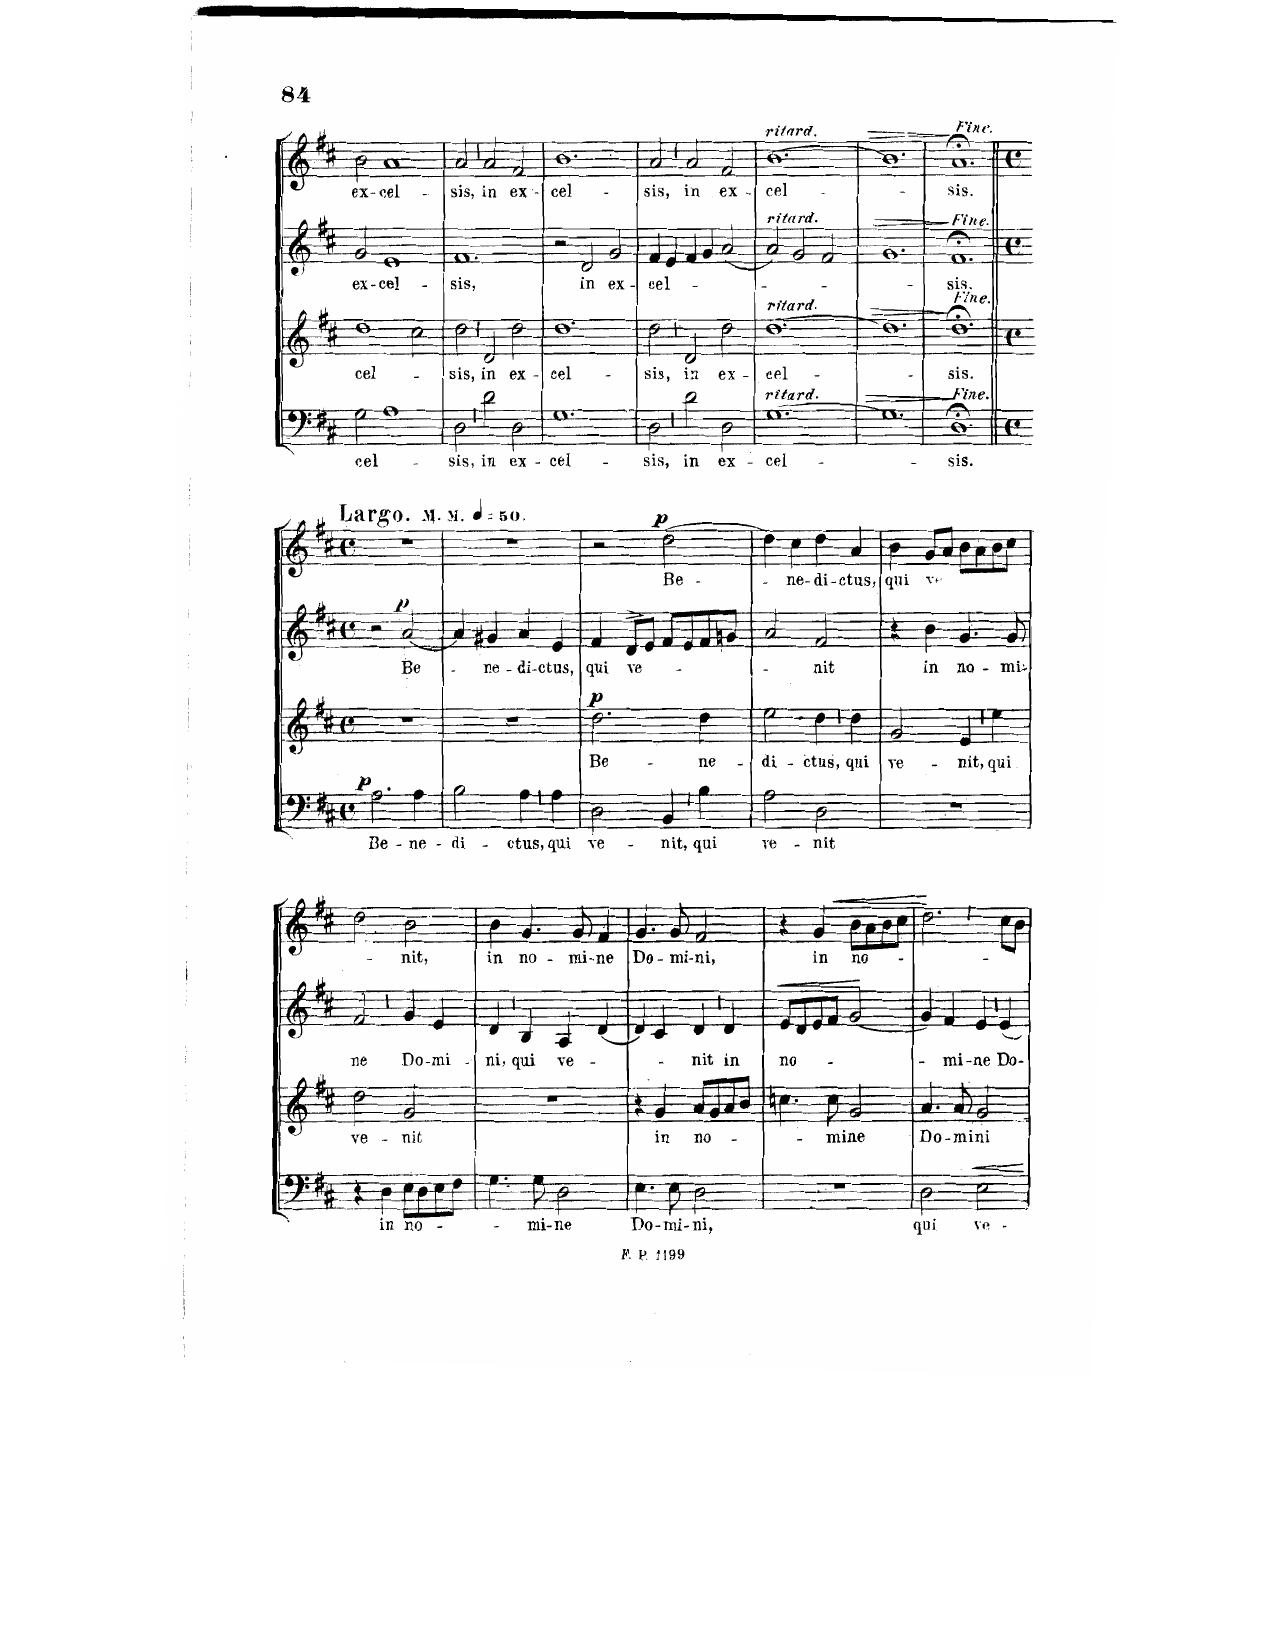 84
ritard. Fine.
ex - cel - sis, in ex - cel - sis, in ex - cel - sis.
ritard. Fine.
ex - cel - sis, in ex - cel - sis.
ritard. Fine.
cel - sis, in ex - cel - sis, in ex - cel - sis.
ritard. Fine.
cel - sis, in ex - cel - sis, in ex - cel - sis.
Largo. M. M. ♩ = 50.
p
Be - ne - di - ctus, qui ve
p
Be - ne - di - ctus, qui ve - nit in no - mi-
p
Be - ne - di - ctus, qui ve - nit, qui
p
Be - ne - di - ctus, qui ve - nit, qui ve - nit
- nit, in no - mi - ne Do - mi - ni, in no -
ne Do - mi - ni, qui ve - nit in no - mi - ne Do -
ve - nit in no - mine Do - mini
in no - mi - ne Do - mi - ni, qui ve -
F. P. 1199